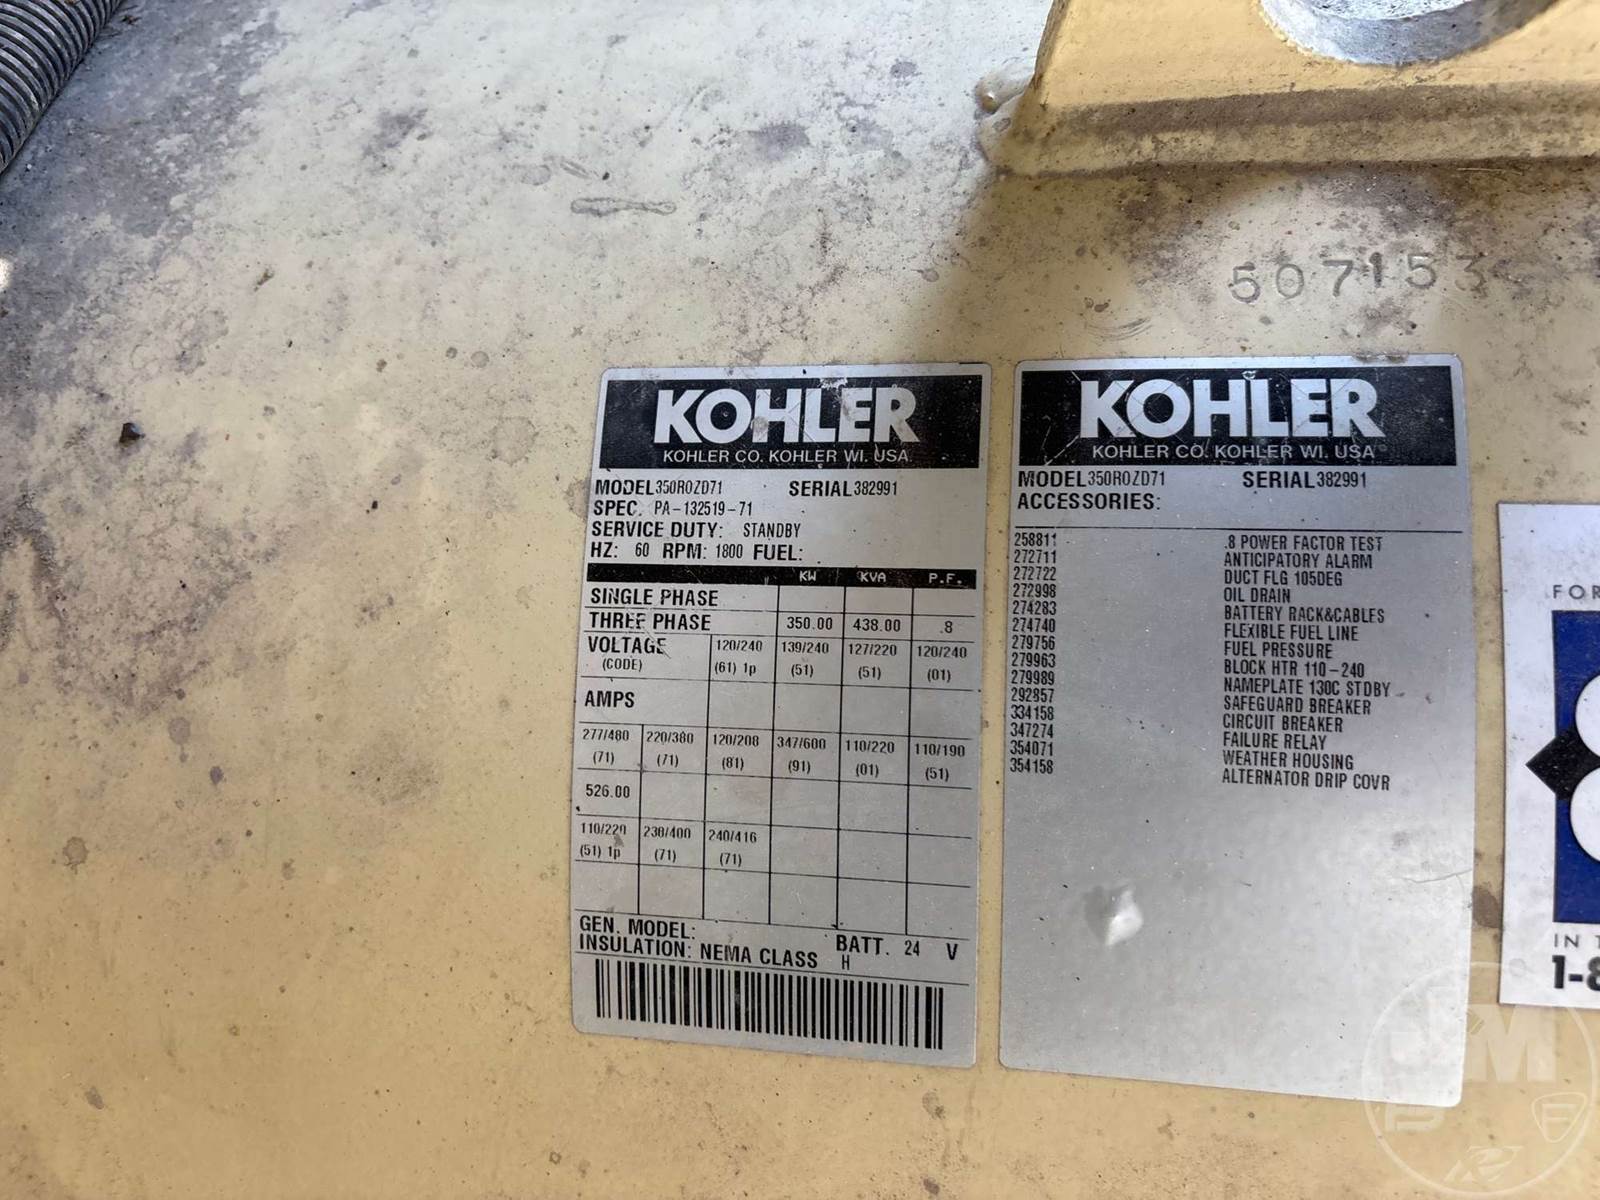 507153
KOHLER
KOHLER CO. KOHLER WI. USA
MODEL 350ROZD71 SERIAL 382991
SPEC. PA-132519-71
SERVICE DUTY: STANDBY
HZ: 60 RPM: 1800 FUEL:
KW KVA P.F.
SINGLE PHASE
THREE PHASE 350.00 438.00 .8
VOLTAGE 120/240 139/240 127/220 120/240
(CODE) (61) 1p (51) (51) (01)
AMPS
277/480 220/380 120/208 347/600 110/220 110/190
(71) (71) (81) (91) (01) (51)
526.00
110/220 230/400 240/416
(51) 1p (71) (71)
GEN. MODEL: BATT. 24 V
INSULATION: NEMA CLASS H
KOHLER
KOHLER CO. KOHLER WI. USA
MODEL 350ROZD71 SERIAL 382991
ACCESSORIES:
258811 .8 POWER FACTOR TEST
272711 ANTICIPATORY ALARM
272722 DUCT FLG 105DEG
272998 OIL DRAIN
274283 BATTERY RACK&CABLES
274740 FLEXIBLE FUEL LINE
279756 FUEL PRESSURE
279963 BLOCK HTR 110-240
279989 NAMEPLATE 130C STDBY
292857 SAFEGUARD BREAKER
334158 CIRCUIT BREAKER
347274 FAILURE RELAY
354071 WEATHER HOUSING
354158 ALTERNATOR DRIP COVR
FOR
8
IN
1-8